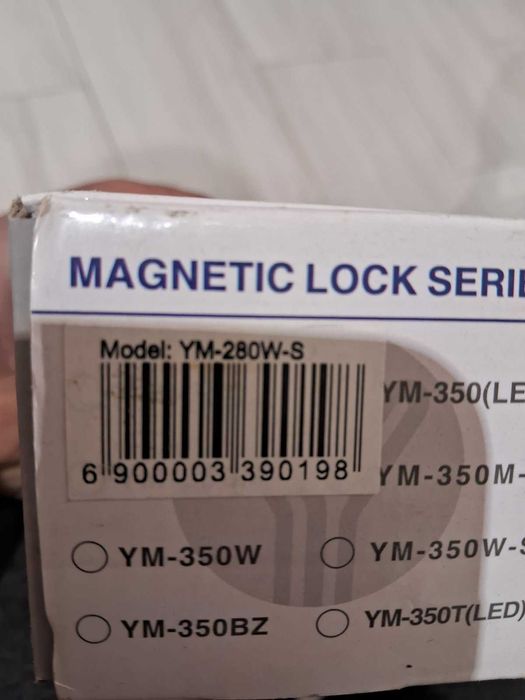 MAGNETIC LOCK SERIE
Model: YM-280W-S
6 900003 390198
YM-350(LE
YM-350M-
YM-350W
YM-350W-S
YM-350BZ
YM-350T(LED)